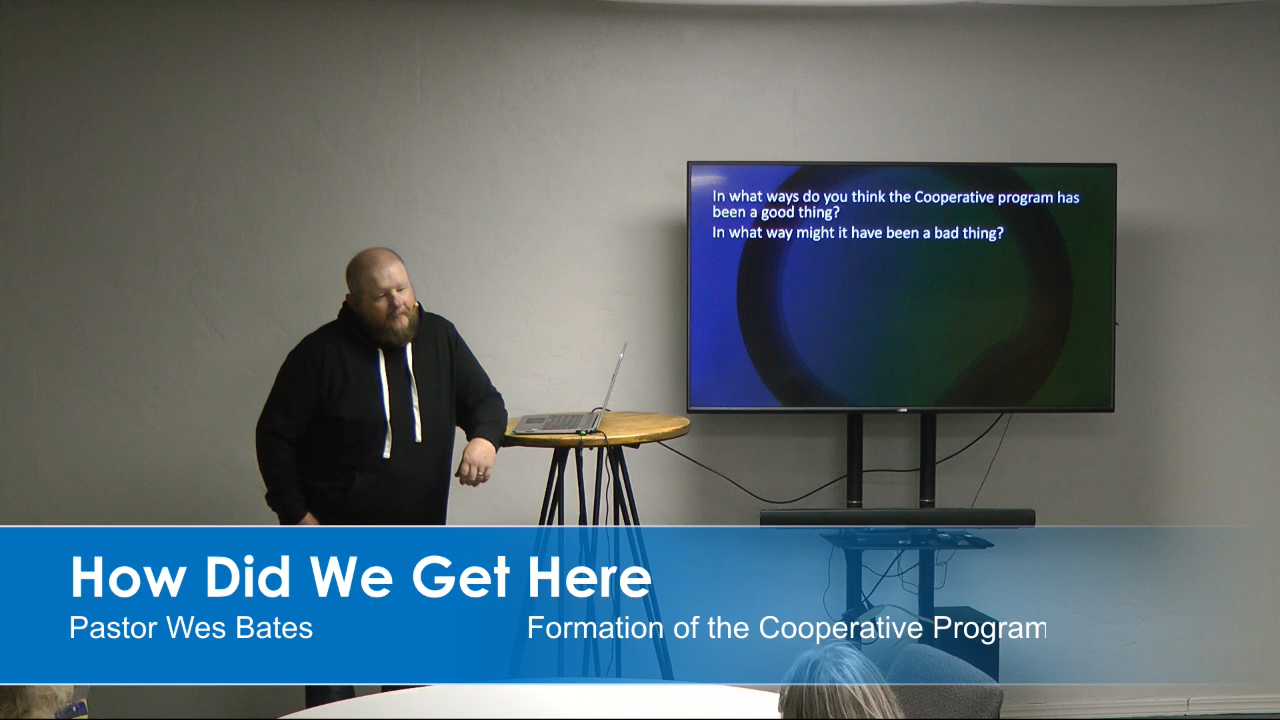 In what ways do you think the Cooperative program has
been a good thing?
In what way might it have been a bad thing?
How Did We Get Here
Pastor Wes Bates
Formation of the Cooperative Program